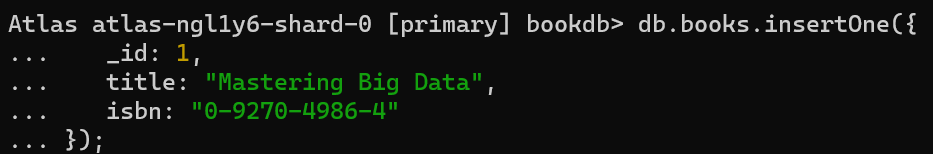 Atlas atlas-ngl1y6-shard-0 [primary] bookdb> db.books.insertOne({
...    _id: 1,
...    title: "Mastering Big Data",
...    isbn: "0-9270-4986-4"
... });